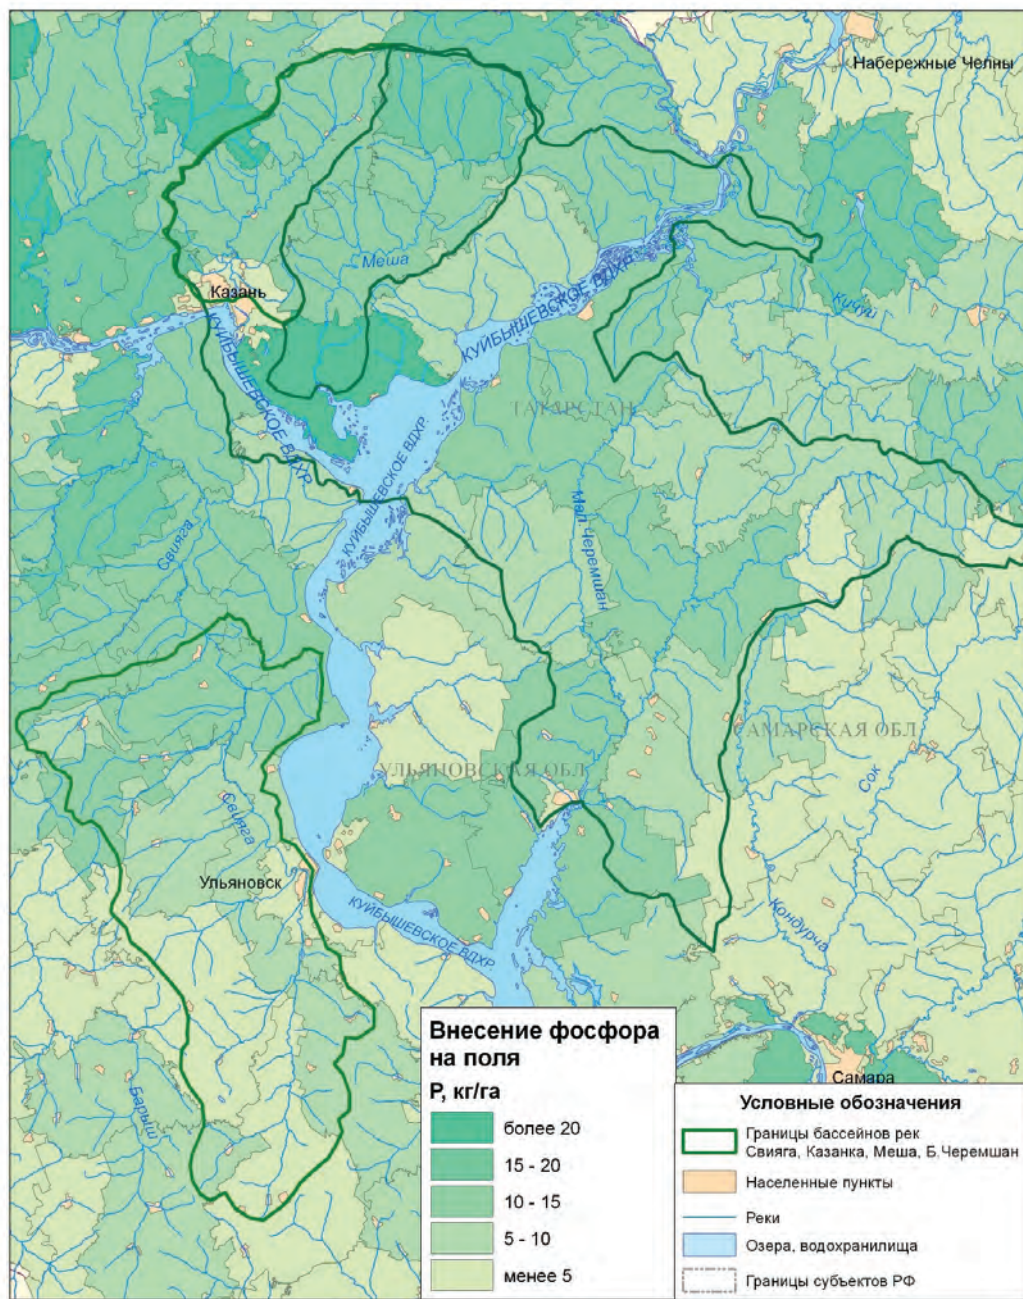 Набережные Челны
Меша
Казань
КУЙБЫШЕВСКОЕ ВДХР
Кичуй
КУЙБЫШЕВСКОЕ ВДХР
ТАТАРСТАН
КУЙБЫШЕВСКОЕ ВДХР
Мал.Черемшан
Свияга
САМАРСКАЯ ОБЛ
УЛЬЯНОВСКАЯ ОБЛ
Сок
Свияга
Ульяновск
КУЙБЫШЕВСКОЕ ВДХР
Кондурча
Барыш
Самара
Внесение фосфора
на поля
P, кг/га
более 20
15 - 20
10 - 15
5 - 10
менее 5
Условные обозначения
Границы бассейнов рек
Свияга, Казанка, Меша, Б.Черемшан
Населенные пункты
Реки
Озера, водохранилища
Границы субъектов РФ